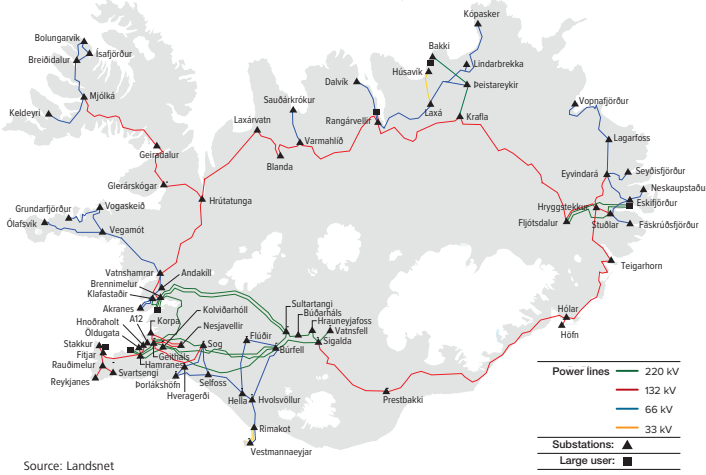 Kópasker
Bolungarvík
Ísafjörður
Breiðidalur
Bakki
Lindarbrekka
Húsavík
Þeistareykir
Dalvík
Mjólká
Sauðárkrókur
Vopnafjörður
Keldeyri
Laxá
Krafla
Laxárvatn
Rangárvellir
Varmahlíð
Lagarfoss
Geiradalur
Blanda
Eyvindará
Seyðisfjörður
Glerárskógar
Neskaupstaðu
Hrútatunga
Eskifjörður
Vogaskeið
Grundarfjörður
Hryggstekkur
Ólafsvík
Fljótsdalur
Stuðlar
Fáskrúðsfjörður
Vegamót
Teigarhorn
Vatnshamrar
Andakíll
Brennimelur
Klafastaðir
Sultartangi
Akranes
Kolviðarhóll
Búðarháls
Hólar
Hnoðraholt
A12
Korpa
Hrauneyjafoss
Höfn
Öldugata
Nesjavellir
Vatnsfell
Stakkur
Sog
Flúðir
Sigalda
Fitjar
Geitháls
Búrfell
Rauðimelur
Hamranes
Svartsengi
Reykjanes
Þorlákshöfn
Selfoss
Hveragerði
Hella
Hvolsvöllur
Prestbakki
Rimakot
Vestmannaeyjar
Power lines
220 kV
132 kV
66 kV
33 kV
Substations:
Large user:
Source: Landsnet